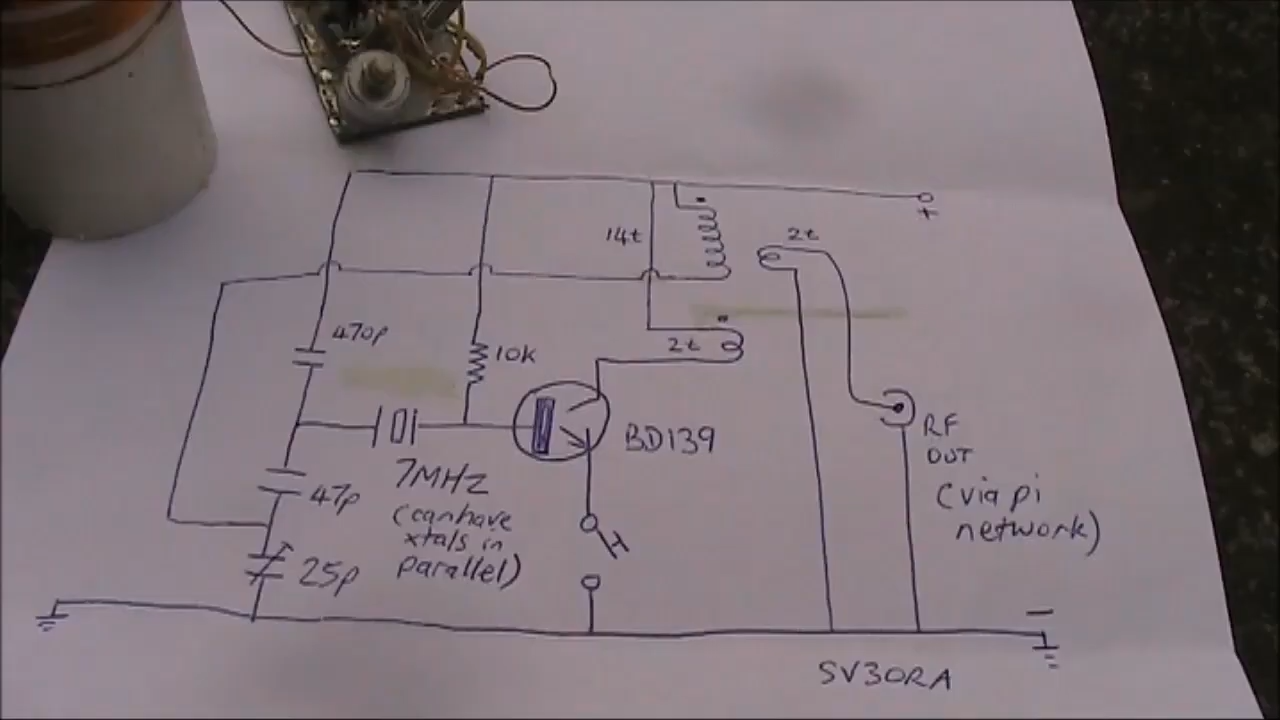 +
14t
2t
470p
10k
2t
BD139
RF
OUT
(via pi
network)
47p
7MHZ
(can have
xtals in
parallel)
25p
−
SV3ORA